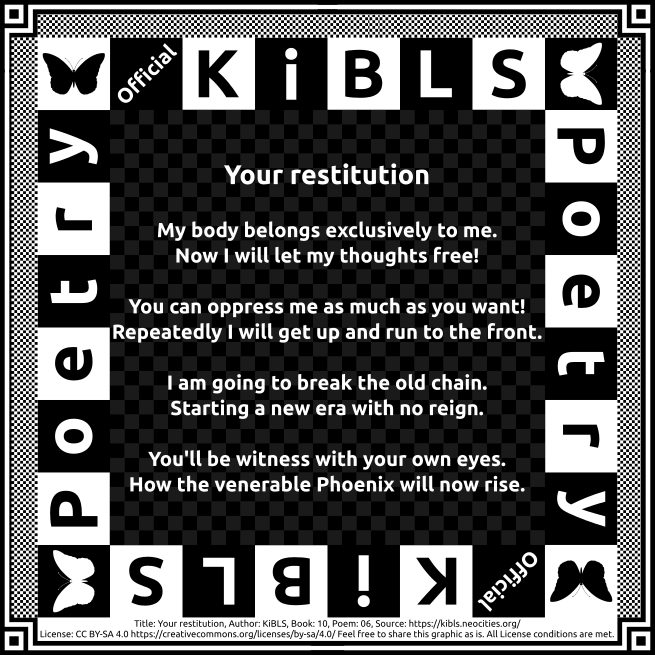 Official KiBLS
Poetry
Poetry
Your restitution
My body belongs exclusively to me.
Now I will let my thoughts free!
You can oppress me as much as you want!
Repeatedly I will get up and run to the front.
I am going to break the old chain.
Starting a new era with no reign.
You'll be witness with your own eyes.
How the venerable Phoenix will now rise.
Official KiBLS
Title: Your restitution, Author: KiBLS, Book: 10, Poem: 06, Source: https://kibls.neocities.org/
License: CC BY-SA 4.0 https://creativecommons.org/licenses/by-sa/4.0/ Feel free to share this graphic as is. All License conditions are met.